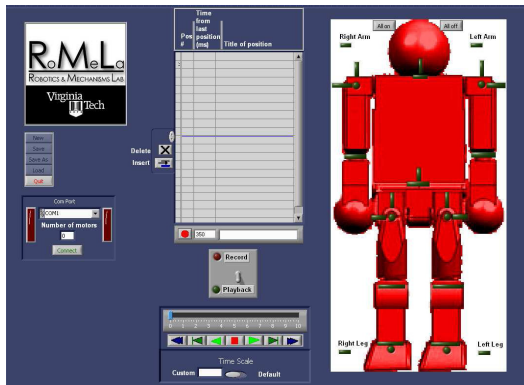 RoMeLa
ROBOTICS & MECHANISMS LAB.
Virginia
Tech
New
Save
Save As
Load
Quit
Com Port
COM1
Number of motors
0
Connect
Pos
#
Time
from
last
position
(ms)
Title of position
Delete
Insert
350
Record
Playback
0 1 2 3 4 5 6 7 8 9 10
Time Scale
Custom
Default
All on
All off
Right Arm
Left Arm
Right Leg
Left Leg